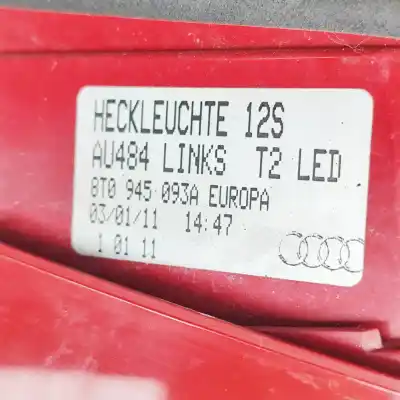 HECKLEUCHTE 12S
AU484 LINKS T2 LED
8T0 945 093A EUROPA
03/01/11 14:47
1 01 11